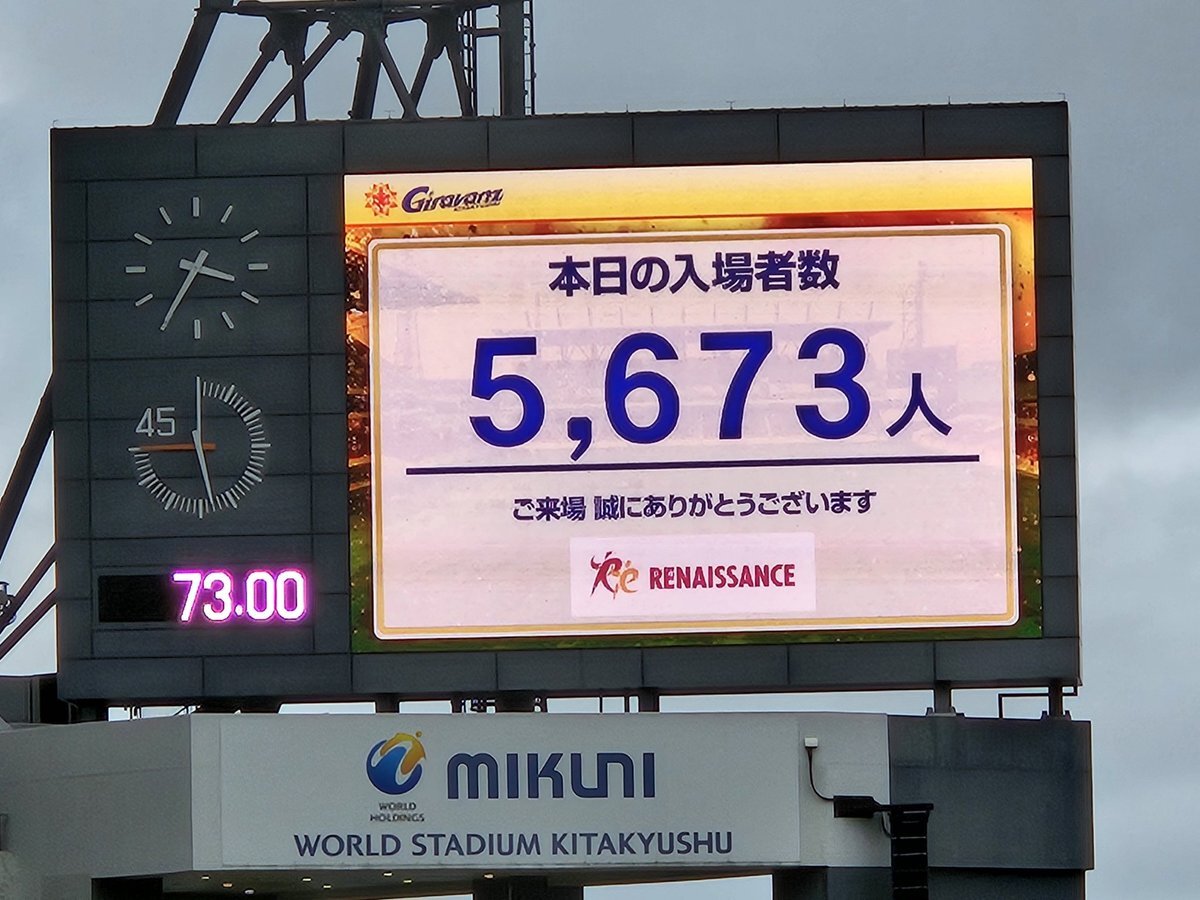 Giravanz
本日の入場者数
5,673人
ご来場 誠にありがとうございます
Re RENAISSANCE
45
73.00
WORLD
HOLDINGS
MIKUNI
WORLD STADIUM KITAKYUSHU